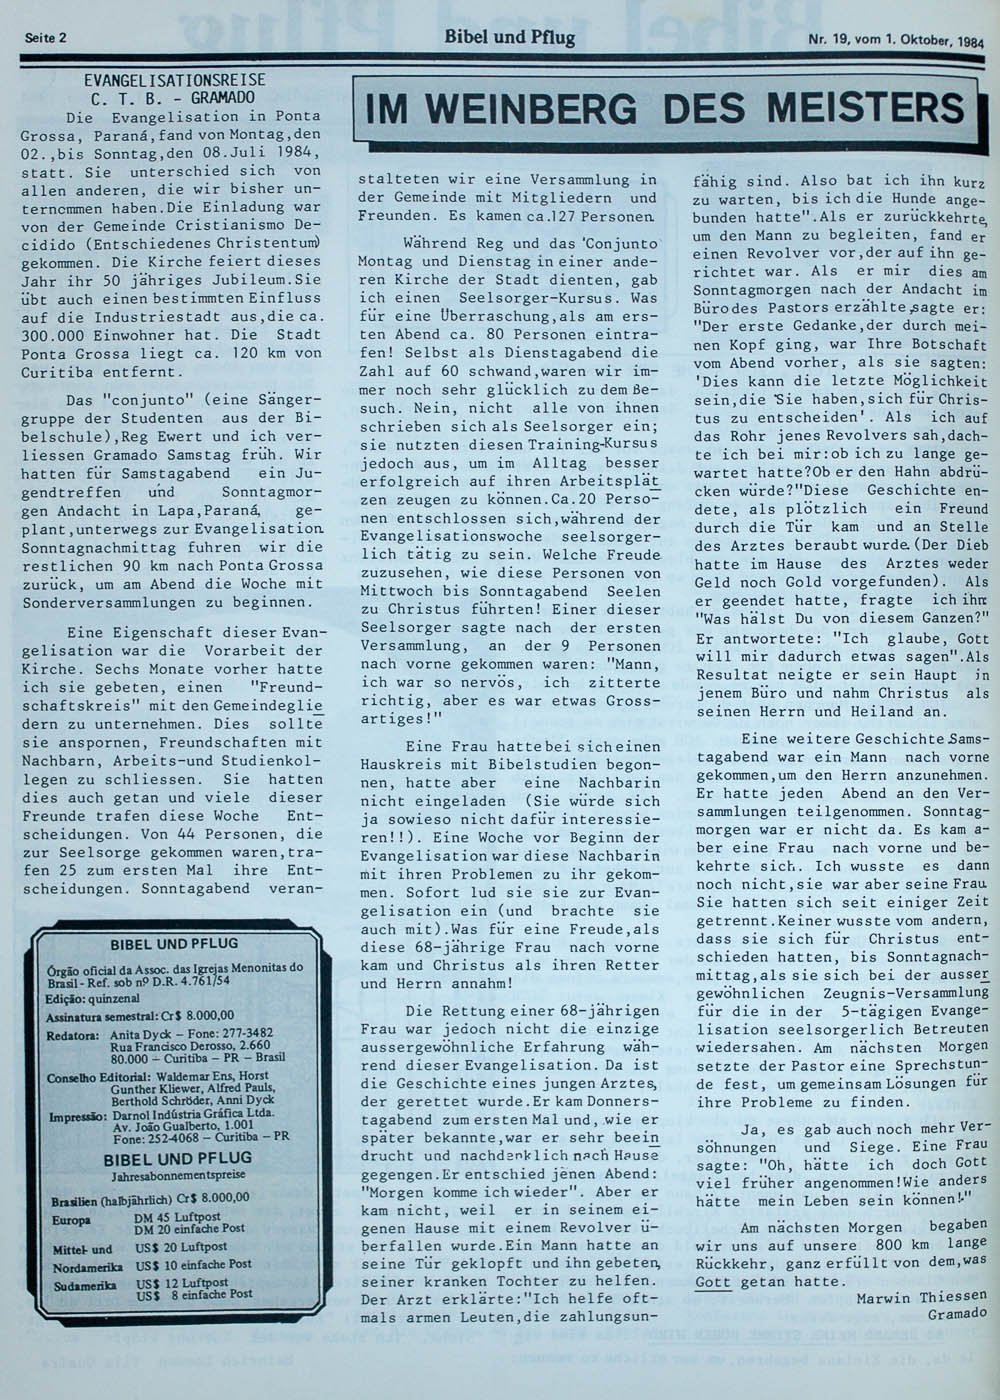 Seite 2
Bibel und Pflug
Nr. 19, vom 1. Oktober, 1984
EVANGELISATIONSREISE
C. T. B. - GRAMADO
Die Evangelisation in Ponta
Grossa, Paraná,fand von Montag,den
02.,bis Sonntag,den 08.Juli 1984,
statt. Sie unterschied sich von
allen anderen, die wir bisher un-
ternommen haben.Die Einladung war
von der Gemeinde Cristianismo De-
cidido (Entschiedenes Christentum)
gekommen. Die Kirche feiert dieses
Jahr ihr 50 jähriges Jubileum.Sie
übt auch einen bestimmten Einfluss
auf die Industriestadt aus,die ca.
300.000 Einwohner hat. Die Stadt
Ponta Grossa liegt ca. 120 km von
Curitiba entfernt.
Das "conjunto" (eine Sänger-
gruppe der Studenten aus der Bi-
belschule),Reg Ewert und ich ver-
liessen Gramado Samstag früh. Wir
hatten für Samstagabend ein Ju-
gendtreffen und Sonntagmor-
gen Andacht in Lapa,Paraná, ge-
plant,unterwegs zur Evangelisation.
Sonntagnachmittag fuhren wir die
restlichen 90 km nach Ponta Grossa
zurück, um am Abend die Woche mit
Sonderversammlungen zu beginnen.
Eine Eigenschaft dieser Evan-
gelisation war die Vorarbeit der
Kirche. Sechs Monate vorher hatte
ich sie gebeten, einen "Freund-
schaftskreis" mit den Gemeindeglie
dern zu unternehmen. Dies sollte
sie anspornen, Freundschaften mit
Nachbarn, Arbeits-und Studienkol-
legen zu schliessen. Sie hatten
dies auch getan und viele dieser
Freunde trafen diese Woche Ent-
scheidungen. Von 44 Personen, die
zur Seelsorge gekommen waren,tra-
fen 25 zum ersten Mal ihre Ent-
scheidungen. Sonntagabend veran-
BIBEL UND PFLUG
Órgão oficial da Assoc. das Igrejas Menonitas do
Brasil - Ref. sob nº D.R. 4.761/54
Edição: quinzenal
Assinatura semestral: Cr$ 8.000,00
Redatora: Anita Dyck – Fone: 277-3482
Rua Francisco Derosso, 2.660
80.000 – Curitiba – PR – Brasil
Conselho Editorial: Waldemar Ens, Horst
Gunther Kliewer, Alfred Pauls,
Berthold Schröder, Anni Dyck
Impressão: Darnol Indústria Gráfica Ltda.
Av. João Gualberto, 1.001
Fone: 252-4068 – Curitiba – PR
BIBEL UND PFLUG
Jahresabonnementspreise
Brasilien (halbjährlich) Cr$ 8.000,00
Europa DM 45 Luftpost
DM 20 einfache Post
Mittel- und US$ 20 Luftpost
Nordamerika US$ 10 einfache Post
Sudamerika US$ 12 Luftpost
US$ 8 einfache Post
IM WEINBERG DES MEISTERS
stalteten wir eine Versammlung in
der Gemeinde mit Mitgliedern und
Freunden. Es kamen ca.127 Personen.
Während Reg und das 'Conjunto'
Montag und Dienstag in einer ande-
ren Kirche der Stadt dienten, gab
ich einen Seelsorger-Kursus. Was
für eine Überraschung,als am ers-
ten Abend ca. 80 Personen eintra-
fen! Selbst als Dienstagabend die
Zahl auf 60 schwand,waren wir im-
mer noch sehr glücklich zu dem Be-
such. Nein, nicht alle von ihnen
schrieben sich als Seelsorger ein;
sie nutzten diesen Training-Kursus
jedoch aus, um im Alltag besser
erfolgreich auf ihren Arbeitsplät
zen zeugen zu können.Ca.20 Perso-
nen entschlossen sich,während der
Evangelisationswoche seelsorger-
lich tätig zu sein. Welche Freude
zuzusehen, wie diese Personen von
Mittwoch bis Sonntagabend Seelen
zu Christus führten! Einer dieser
Seelsorger sagte nach der ersten
Versammlung, an der 9 Personen
nach vorne gekommen waren: "Mann,
ich war so nervös, ich zitterte
richtig, aber es war etwas Gross-
artiges!"
Eine Frau hatte bei sich einen
Hauskreis mit Bibelstudien begon-
nen, hatte aber eine Nachbarin
nicht eingeladen (Sie würde sich
ja sowieso nicht dafür interessie-
ren!!). Eine Woche vor Beginn der
Evangelisation war diese Nachbarin
mit ihren Problemen zu ihr gekom-
men. Sofort lud sie sie zur Evan-
gelisation ein (und brachte sie
auch mit).Was für eine Freude,als
diese 68-jährige Frau nach vorne
kam und Christus als ihren Retter
und Herrn annahm!
Die Rettung einer 68-jährigen
Frau war jedoch nicht die einzige
aussergewöhnliche Erfahrung wäh-
rend dieser Evangelisation. Da ist
die Geschichte eines jungen Arztes,
der gerettet wurde.Er kam Donners-
tagabend zum ersten Mal und, wie er
später bekannte,war er sehr beein
drucht und nachdenklich nach Hause
gegengen.Er entschied jenen Abend:
"Morgen komme ich wieder". Aber er
kam nicht, weil er in seinem ei-
genen Hause mit einem Revolver ü-
berfallen wurde.Ein Mann hatte an
seine Tür geklopft und ihn gebeten,
seiner kranken Tochter zu helfen.
Der Arzt erklärte:"Ich helfe oft-
mals armen Leuten,die zahlungsun-
fähig sind. Also bat ich ihn kurz
zu warten, bis ich die Hunde ange-
bunden hatte".Als er zurückkehrte,
um den Mann zu begleiten, fand er
einen Revolver vor,der auf ihn ge-
richtet war. Als er mir dies am
Sonntagmorgen nach der Andacht im
Büro des Pastors erzählte,sagte er:
"Der erste Gedanke,der durch mei-
nen Kopf ging, war Ihre Botschaft
vom Abend vorher, als sie sagten:
'Dies kann die letzte Möglichkeit
sein,die Sie haben,sich für Chris-
tus zu entscheiden'. Als ich auf
das Rohr jenes Revolvers sah,dach-
te ich bei mir:ob ich zu lange ge-
wartet hatte?Ob er den Hahn abdrü-
cken würde?"Diese Geschichte en-
dete, als plötzlich ein Freund
durch die Tür kam und an Stelle
des Arztes beraubt wurde.(Der Dieb
hatte im Hause des Arztes weder
Geld noch Gold vorgefunden). Als
er geendet hatte, fragte ich ihn:
"Was hälst Du von diesem Ganzen?"
Er antwortete: "Ich glaube, Gott
will mir dadurch etwas sagen".Als
Resultat neigte er sein Haupt in
jenem Büro und nahm Christus als
seinen Herrn und Heiland an.
Eine weitere Geschichte.Sams-
tagabend war ein Mann nach vorne
gekommen,um den Herrn anzunehmen.
Er hatte jeden Abend an den Ver-
sammlungen teilgenommen. Sonntag-
morgen war er nicht da. Es kam a-
ber eine Frau nach vorne und be-
kehrte sich. Ich wusste es dann
noch nicht,sie war aber seine Frau.
Sie hatten sich seit einiger Zeit
getrennt.Keiner wusste vom andern,
dass sie sich für Christus ent-
schieden hatten, bis Sonntagnach-
mittag,als sie sich bei der ausser
gewöhnlichen Zeugnis-Versammlung
für die in der 5-tägigen Evange-
lisation seelsorgerlich Betreuten
wiedersahen. Am nächsten Morgen
setzte der Pastor eine Sprechstun-
de fest, um gemeinsam Lösungen für
ihre Probleme zu finden.
Ja, es gab auch noch mehr Ver-
söhnungen und Siege. Eine Frau
sagte: "Oh, hätte ich doch Gott
viel früher angenommen!Wie anders
hätte mein Leben sein können!"
Am nächsten Morgen begaben
wir uns auf unsere 800 km lange
Rückkehr, ganz erfüllt von dem,was
Gott getan hatte.
Marwin Thiessen
Gramado